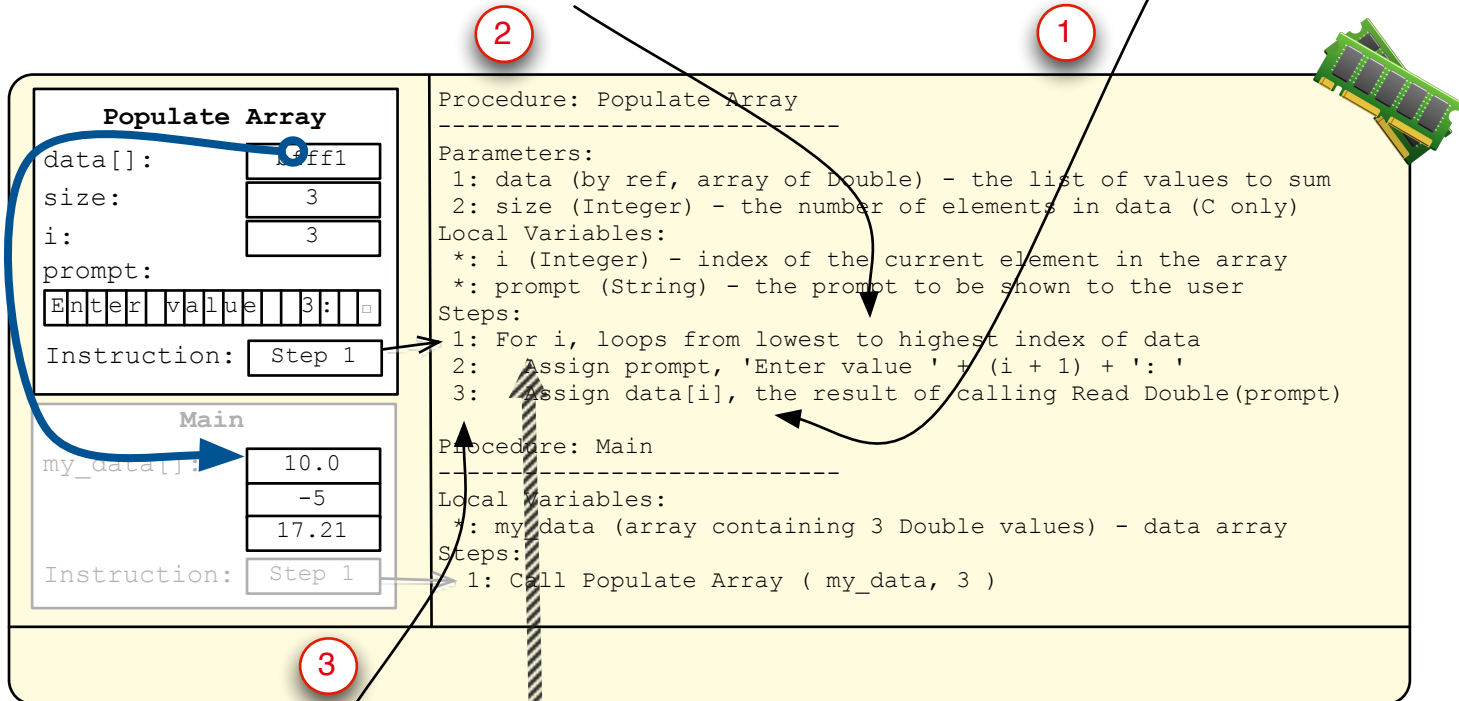 2
1
Populate Array
data[]: bfff1
size: 3
i: 3
prompt:
Enter value 3:
Instruction: Step 1
Main
my_data[]: 10.0
-5
17.21
Instruction: Step 1
Procedure: Populate Array
----------------------------
Parameters:
1: data (by ref, array of Double) - the list of values to sum
2: size (Integer) - the number of elements in data (C only)
Local Variables:
*: i (Integer) - index of the current element in the array
*: prompt (String) - the prompt to be shown to the user
Steps:
1: For i, loops from lowest to highest index of data
2: Assign prompt, 'Enter value ' + (i + 1) + ': '
3: Assign data[i], the result of calling Read Double(prompt)
Procedure: Main
----------------------------
Local Variables:
*: my_data (array containing 3 Double values) - data array
Steps:
1: Call Populate Array ( my_data, 3 )
3